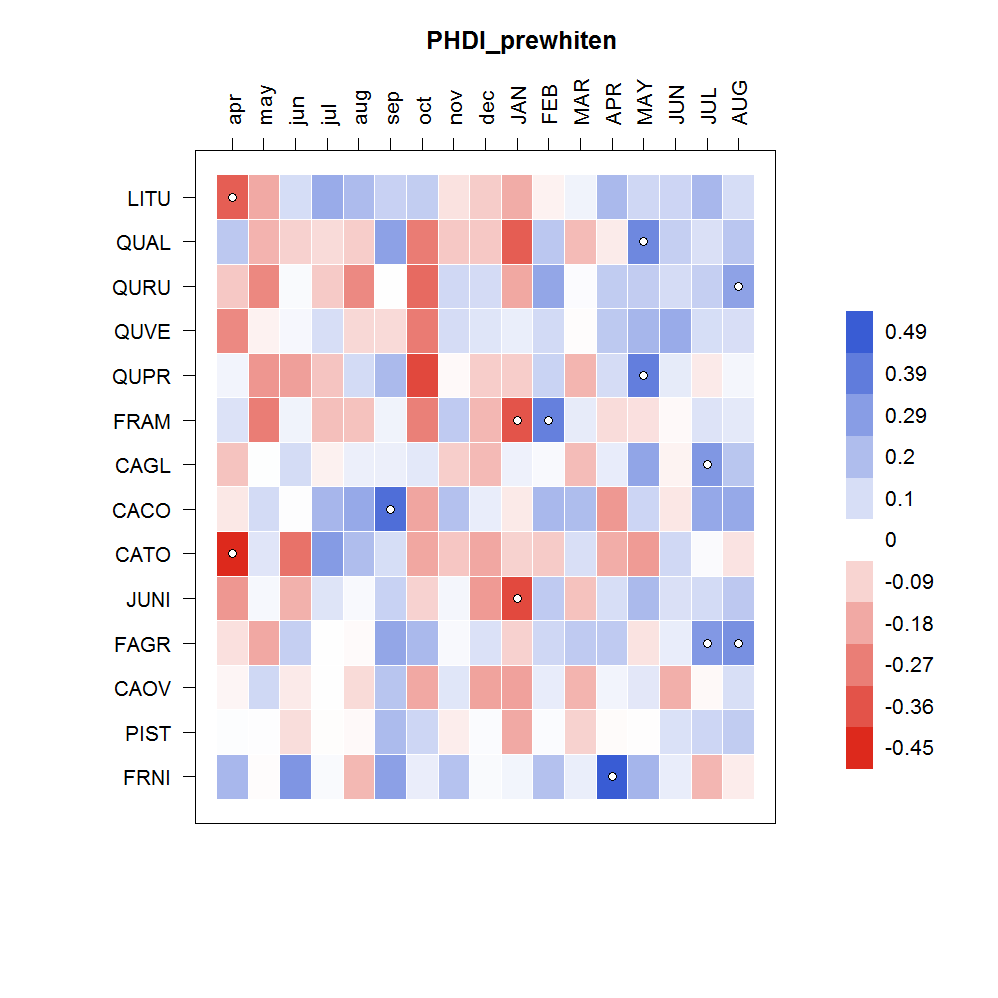 PHDI_prewhiten
apr may jun jul aug sep oct nov dec JAN FEB MAR APR MAY JUN JUL AUG
LITU
QUAL
QURU
QUVE
QUPR
FRAM
CAGL
CACO
CATO
JUNI
FAGR
CAOV
PIST
FRNI
0.49
0.39
0.29
0.2
0.1
0
-0.09
-0.18
-0.27
-0.36
-0.45